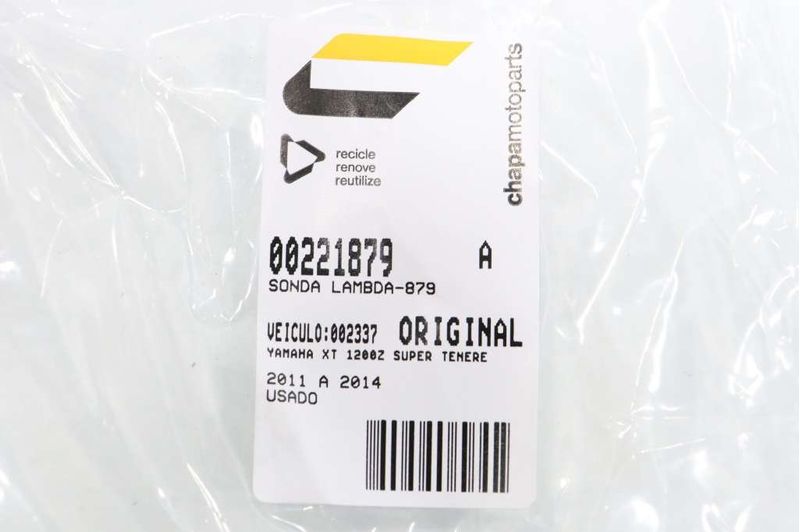 chapamotoparts
recicle
renove
reutilize
00221879 A
SONDA LAMBDA-879
VEICULO:002337 ORIGINAL
YAMAHA XT 1200Z SUPER TENERE
2011 A 2014
USADO